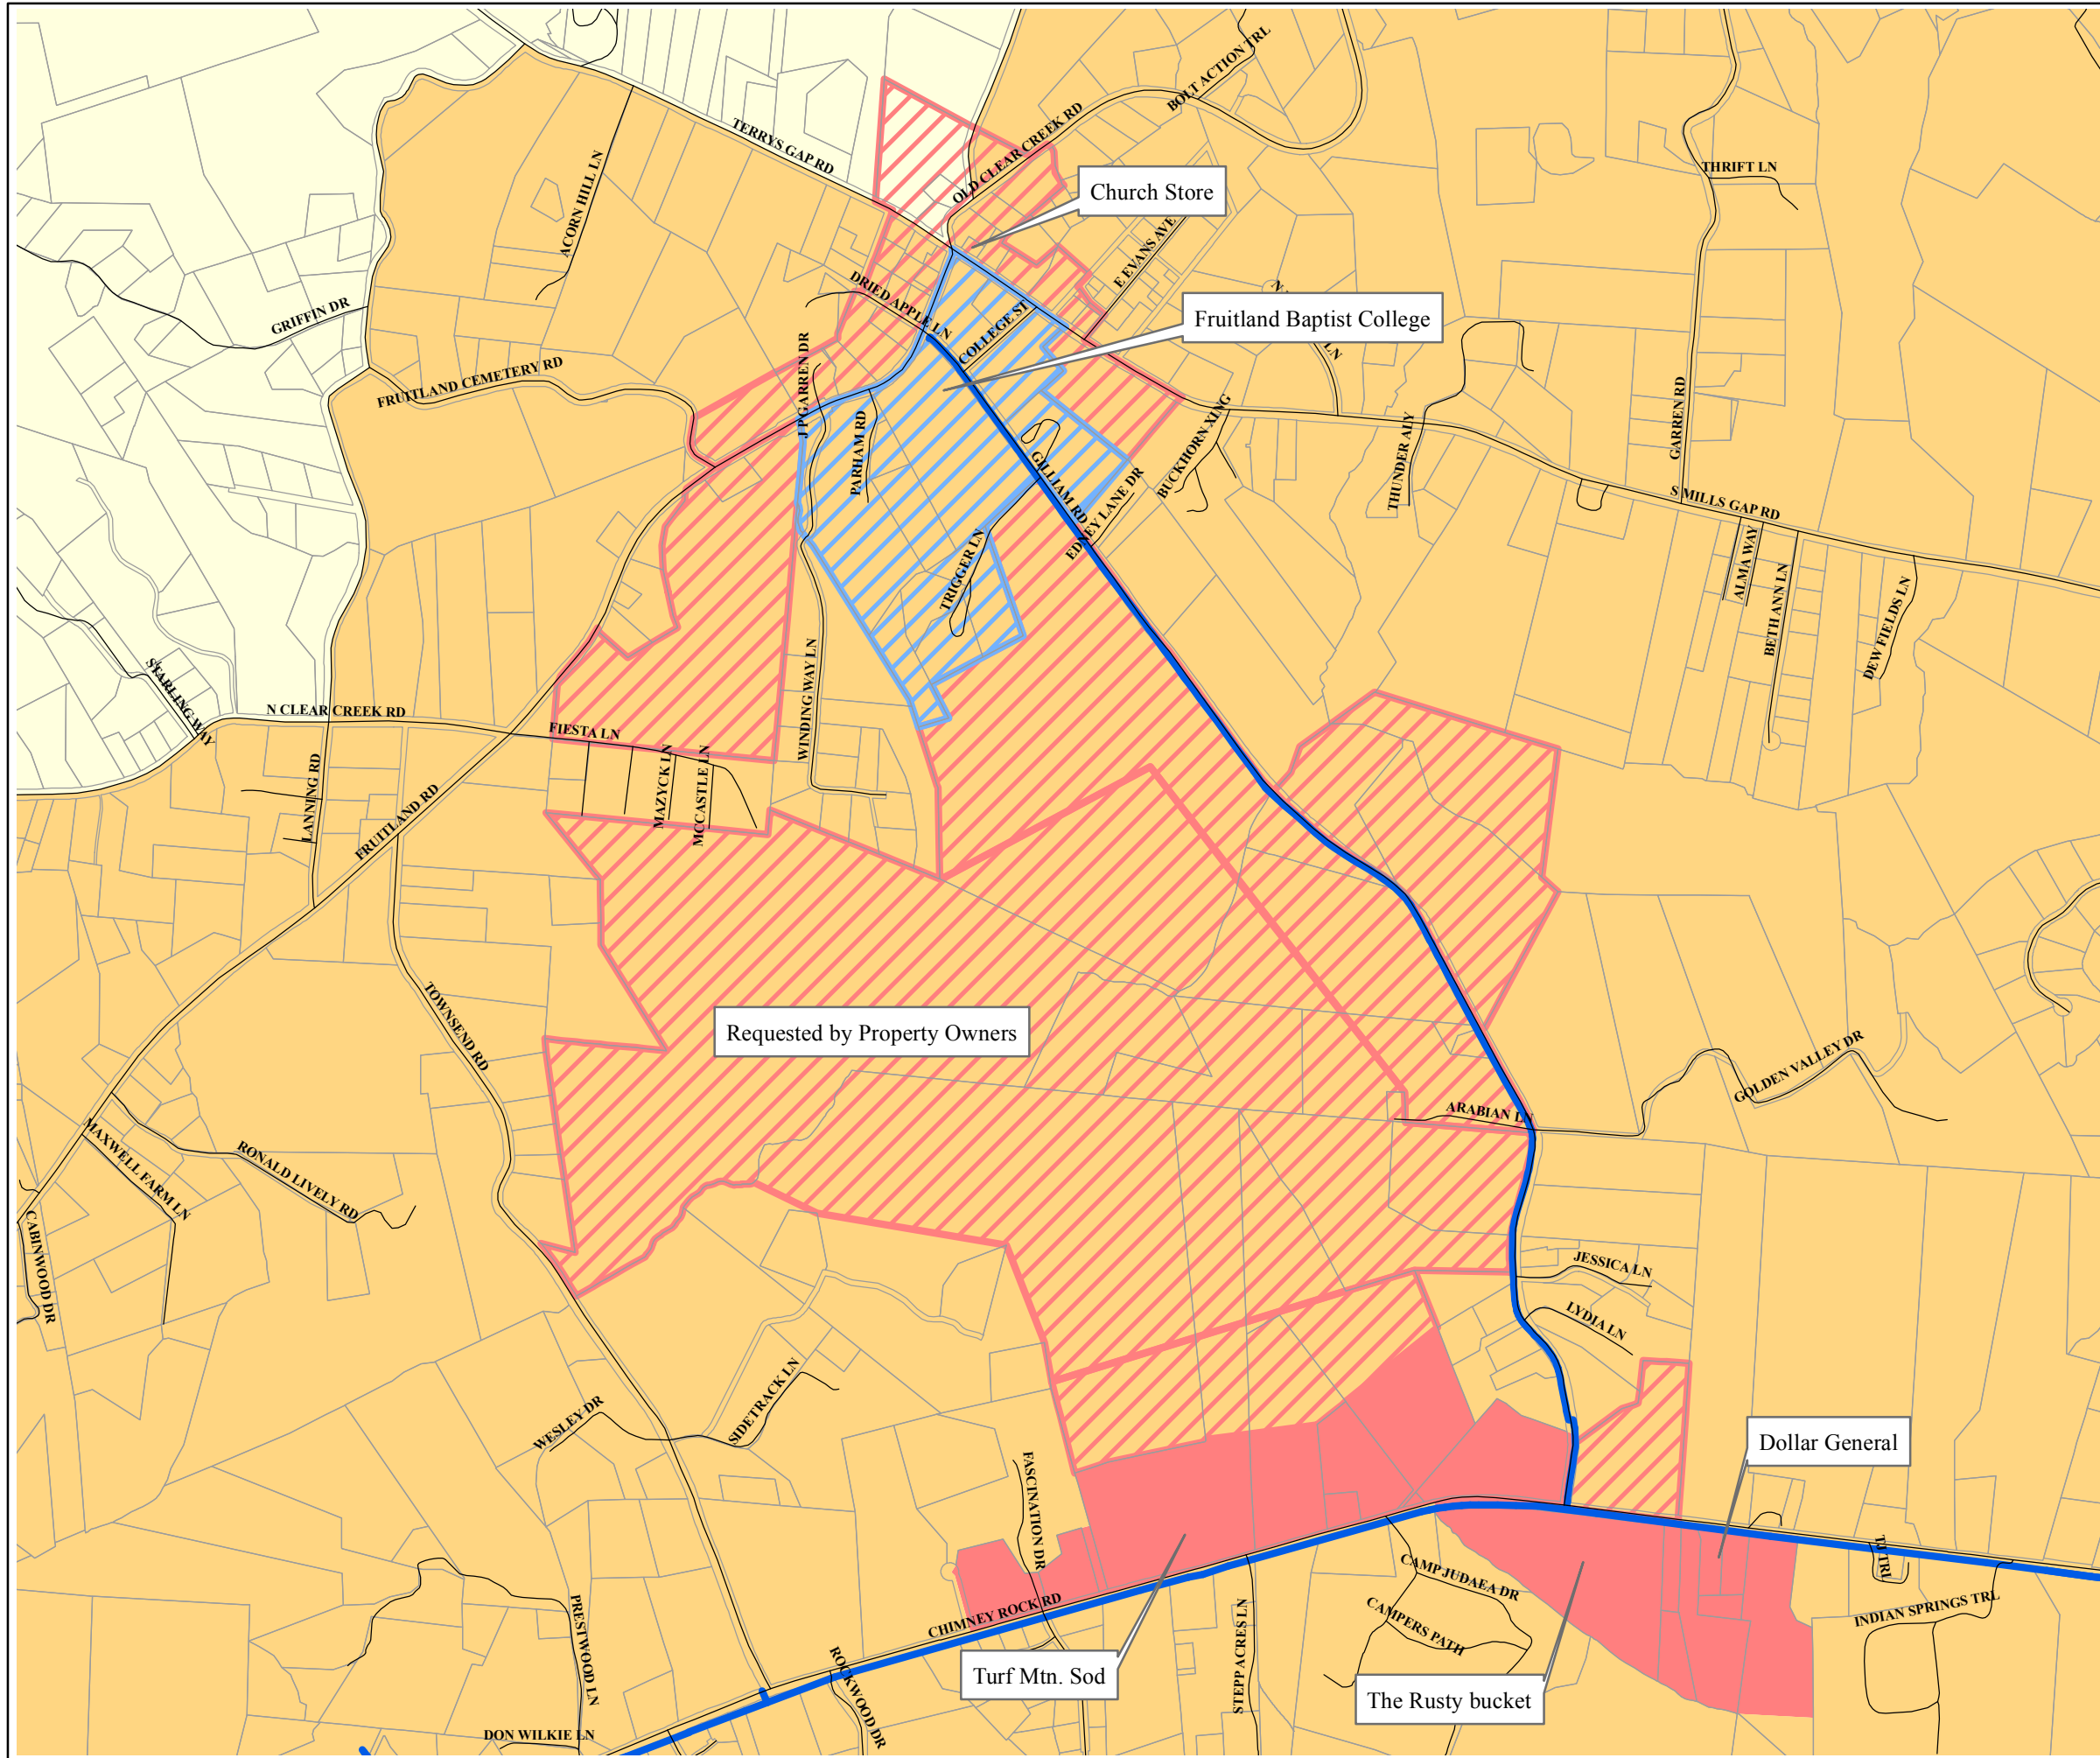 BOLT ACTION TRL
TERRYS GAP RD
OLD CLEAR CREEK RD
THRIFT LN
ACORN HILL LN
Church Store
E EVANS AVE
GRIFFIN DR
DRIED APPLE LN
COLLEGE ST
Fruitland Baptist College
FRUITLAND CEMETERY RD
J P GARREN DR
PARHAM RD
BUCKHORN XING
THUNDER ALY
GARREN RD
GILLIAM RD
EDNEY LANE DR
S MILLS GAP RD
TRIGGER LN
ALMA WAY
BETH ANN LN
DEW FIELDS LN
STARLING WAY
N CLEAR CREEK RD
FIESTA LN
WINDING WAY LN
LANNING RD
FRUITLAND RD
MAZYCK LN
MCCASTLE LN
TOWNSEND RD
Requested by Property Owners
GOLDEN VALLEY DR
ARABIAN LN
MAXWELL FARM LN
RONALD LIVELY RD
CABINWOOD DR
JESSICA LN
LYDIA LN
SIDETRACK LN
WESLEY DR
Dollar General
FASCINATION DR
TJ TRL
CAMP JUDAEA DR
INDIAN SPRINGS TRL
PRESTWOOD LN
CHIMNEY ROCK RD
CAMPERS PATH
STEPP ACRES LN
Turf Mtn. Sod
The Rusty bucket
ROCKWOOD DR
DON WILKIE LN